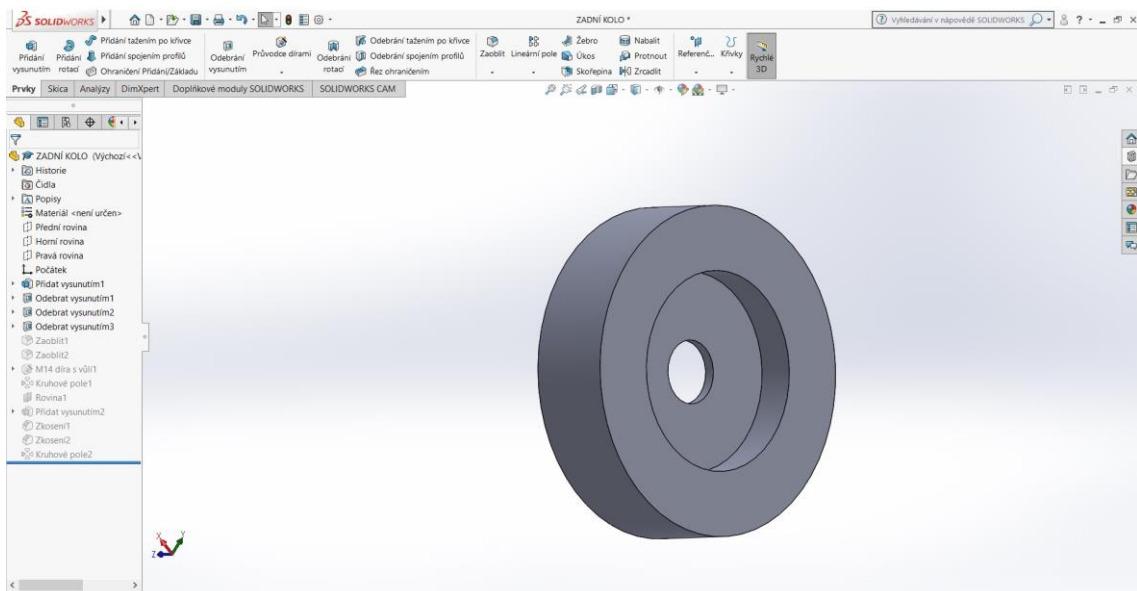 SOLIDWORKS
ZADNÍ KOLO *
Vyhledávání v nápovědě SOLIDWORKS
Přidání vysunutím
Přidání rotací
Přidání tažením po křivce
Přidání spojením profilů
Ohraničení Přidání/Základu
Odebrání vysunutím
Průvodce dírami
Odebrání rotací
Odebrání tažením po křivce
Odebrání spojením profilů
Řez ohraničením
Zaoblit
Lineární pole
Žebro
Úkos
Skořepina
Nabalit
Protnout
Zrcadlit
Referenč...
Křivky
Rychlé 3D
Prvky
Skica
Analýzy
DimXpert
Doplňkové moduly SOLIDWORKS
SOLIDWORKS CAM
ZADNÍ KOLO (Výchozí<<V
Historie
Čidla
Popisy
Materiál <není určen>
Přední rovina
Horní rovina
Pravá rovina
Počátek
Přidat vysunutím1
Odebrat vysunutím1
Odebrat vysunutím2
Odebrat vysunutím3
Zaoblit1
Zaoblit2
M14 díra s vůlí1
Kruhové pole1
Rovina1
Přidat vysunutím2
Zkosení1
Zkosení2
Kruhové pole2
X
Y
Z